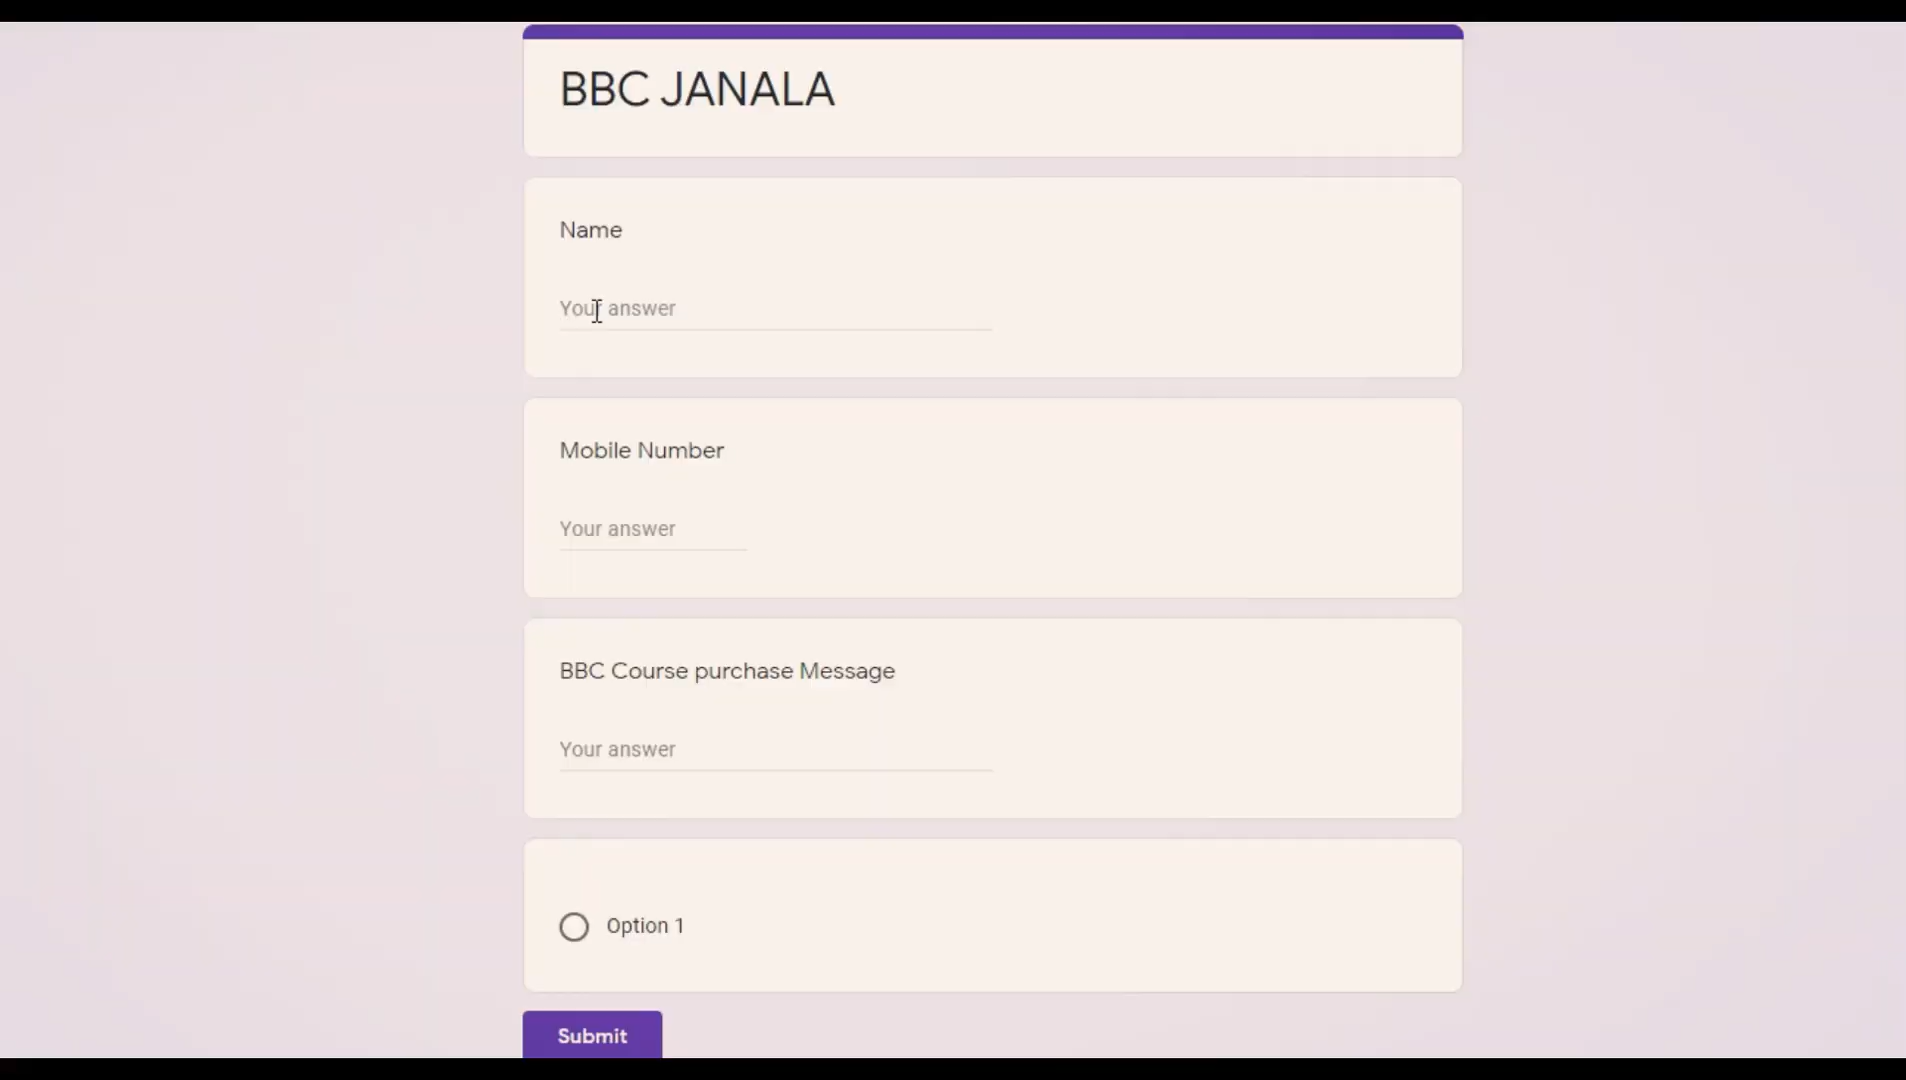 BBC JANALA
Name
Your answer
Mobile Number
Your answer
BBC Course purchase Message
Your answer
Option 1
Submit